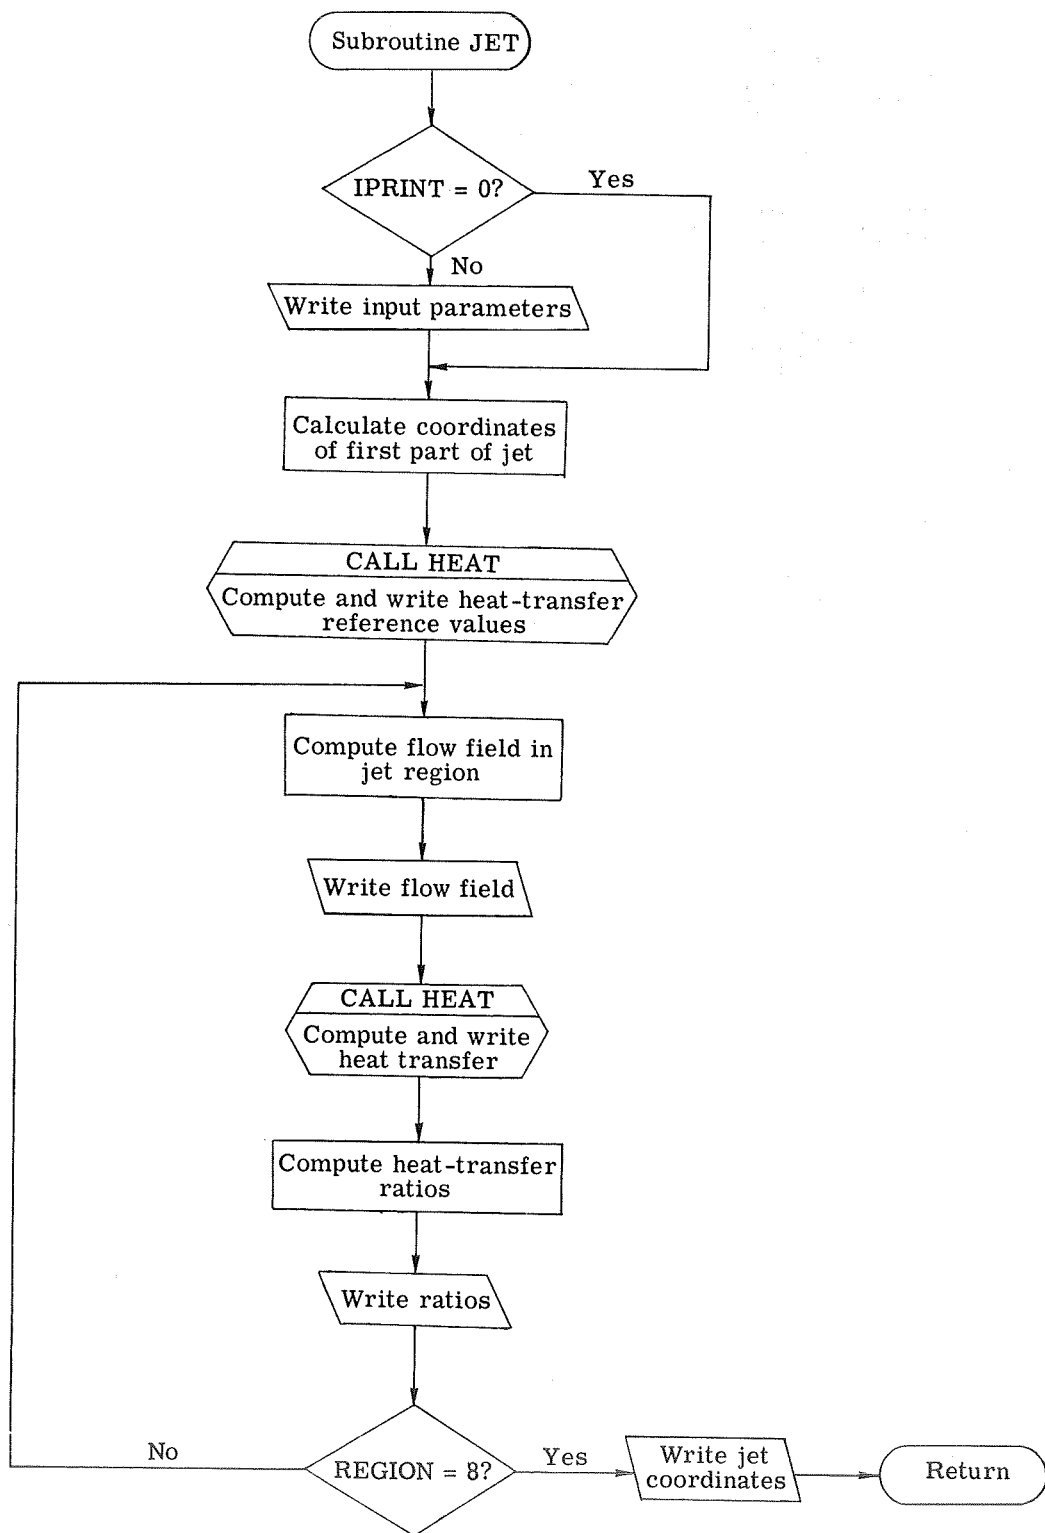 Subroutine JET
IPRINT = 0?
Yes
No
Write input parameters
Calculate coordinates
of first part of jet
CALL HEAT
Compute and write heat-transfer
reference values
Compute flow field in
jet region
Write flow field
CALL HEAT
Compute and write
heat transfer
Compute heat-transfer
ratios
Write ratios
No
REGION = 8?
Yes
Write jet
coordinates
Return